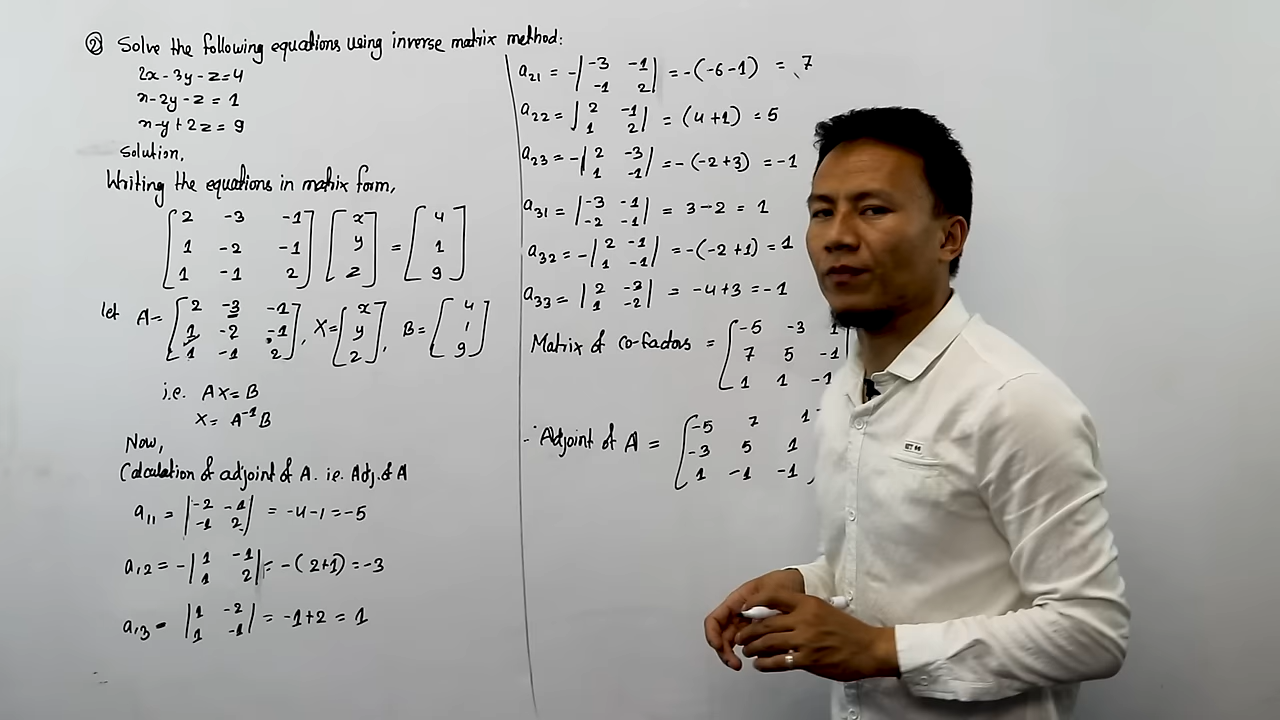 ② Solve the following equations using inverse matrix method:
2x - 3y - z = 4
x - 2y - z = 1
x - y + 2z = 9
Solution,
Writing the equations in matrix form,
[2 -3 -1] [x] [4]
[1 -2 -1] [y] = [1]
[1 -1 2] [z] [9]
let A = [2 -3 -1], X = [x], B = [4]
[1 -2 -1] [y] [1]
[1 -1 2] [z] [9]
i.e. AX = B
X = A⁻¹B
Now,
Calculation of adjoint of A. i.e. Adj. of A
a₁₁ = |-2 -1| = -4-1 = -5
|-1 2|
a₁₂ = -|1 -1| = -(2+1) = -3
|1 2|
a₁₃ = |1 -2| = -1+2 = 1
|1 -1|
a₂₁ = -|-3 -1| = -(-6-1) = 7
|-1 2|
a₂₂ = |2 -1| = (4+1) = 5
|1 2|
a₂₃ = -|2 -3| = -(-2+3) = -1
|1 -1|
a₃₁ = |-3 -1| = 3-2 = 1
|-2 -1|
a₃₂ = -|2 -1| = -(-2+1) = 1
|1 -1|
a₃₃ = |2 -3| = -4+3 = -1
|1 -2|
Matrix of co-factors = [-5 -3 1
7 5 -1
1 1 -1
∴ Adjoint of A = [-5 7 1]
[-3 5 1]
[1 -1 -1]